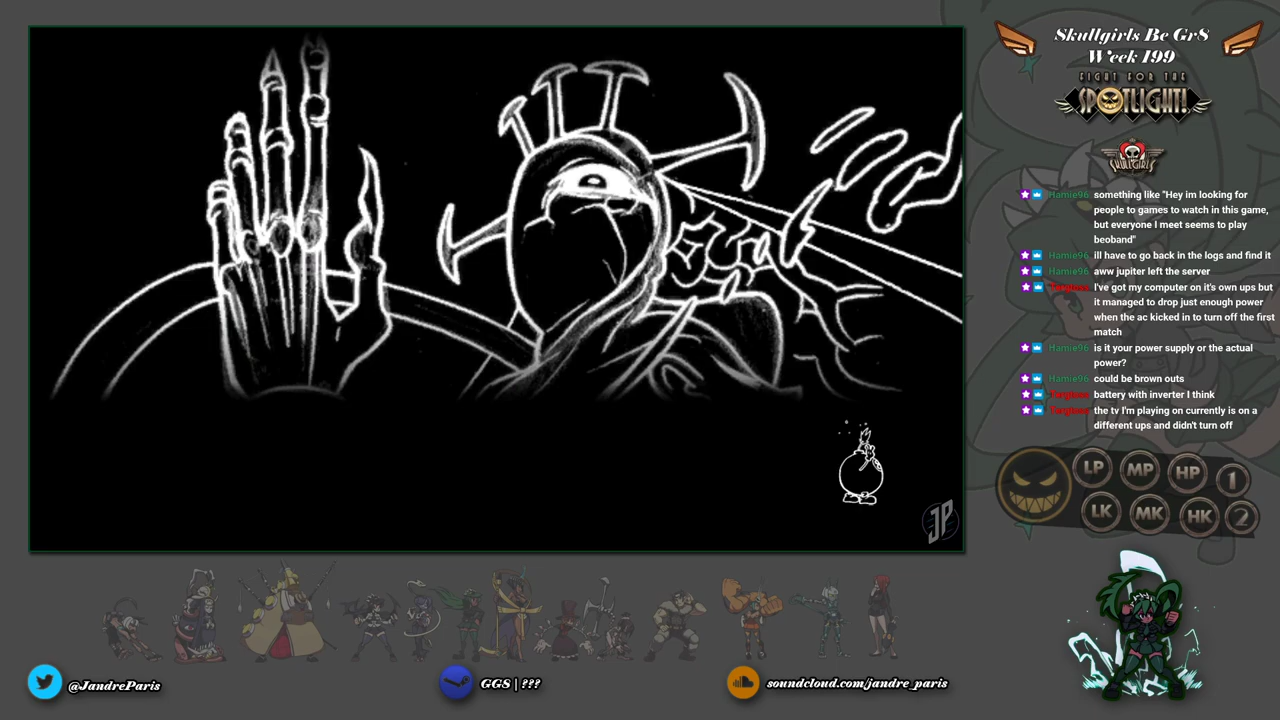 Skullgirls Be Gr8
Week 199
FIGHT FOR THE
SPOTLIGHT!
SKULLGIRLS
Hamie96 something like "Hey im looking for
people to games to watch in this game,
but everyone I meet seems to play
beoband"
Hamie96 ill have to go back in the logs and find it
Hamie96 aww jupiter left the server
I've got my computer on it's own ups but
it managed to drop just enough power
when the ac kicked in to turn off the first
match
Hamie96 is it your power supply or the actual
power?
Hamie96 could be brown outs
battery with inverter I think
the tv I'm playing on currently is on a
different ups and didn't turn off
LP MP HP 1
LK MK HK 2
JP
@JandreParis
GGS | ???
soundcloud.com/jandre_paris